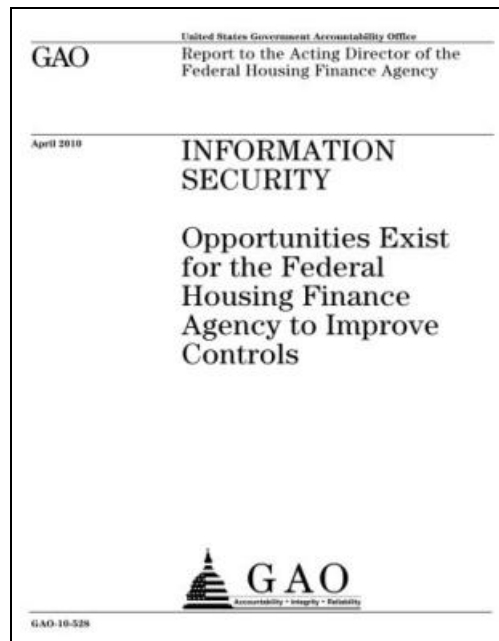 United States Government Accountability Office
GAO
Report to the Acting Director of the
Federal Housing Finance Agency
April 2010
INFORMATION
SECURITY
Opportunities Exist
for the Federal
Housing Finance
Agency to Improve
Controls
GAO
Accountability * Integrity * Reliability
GAO-10-528